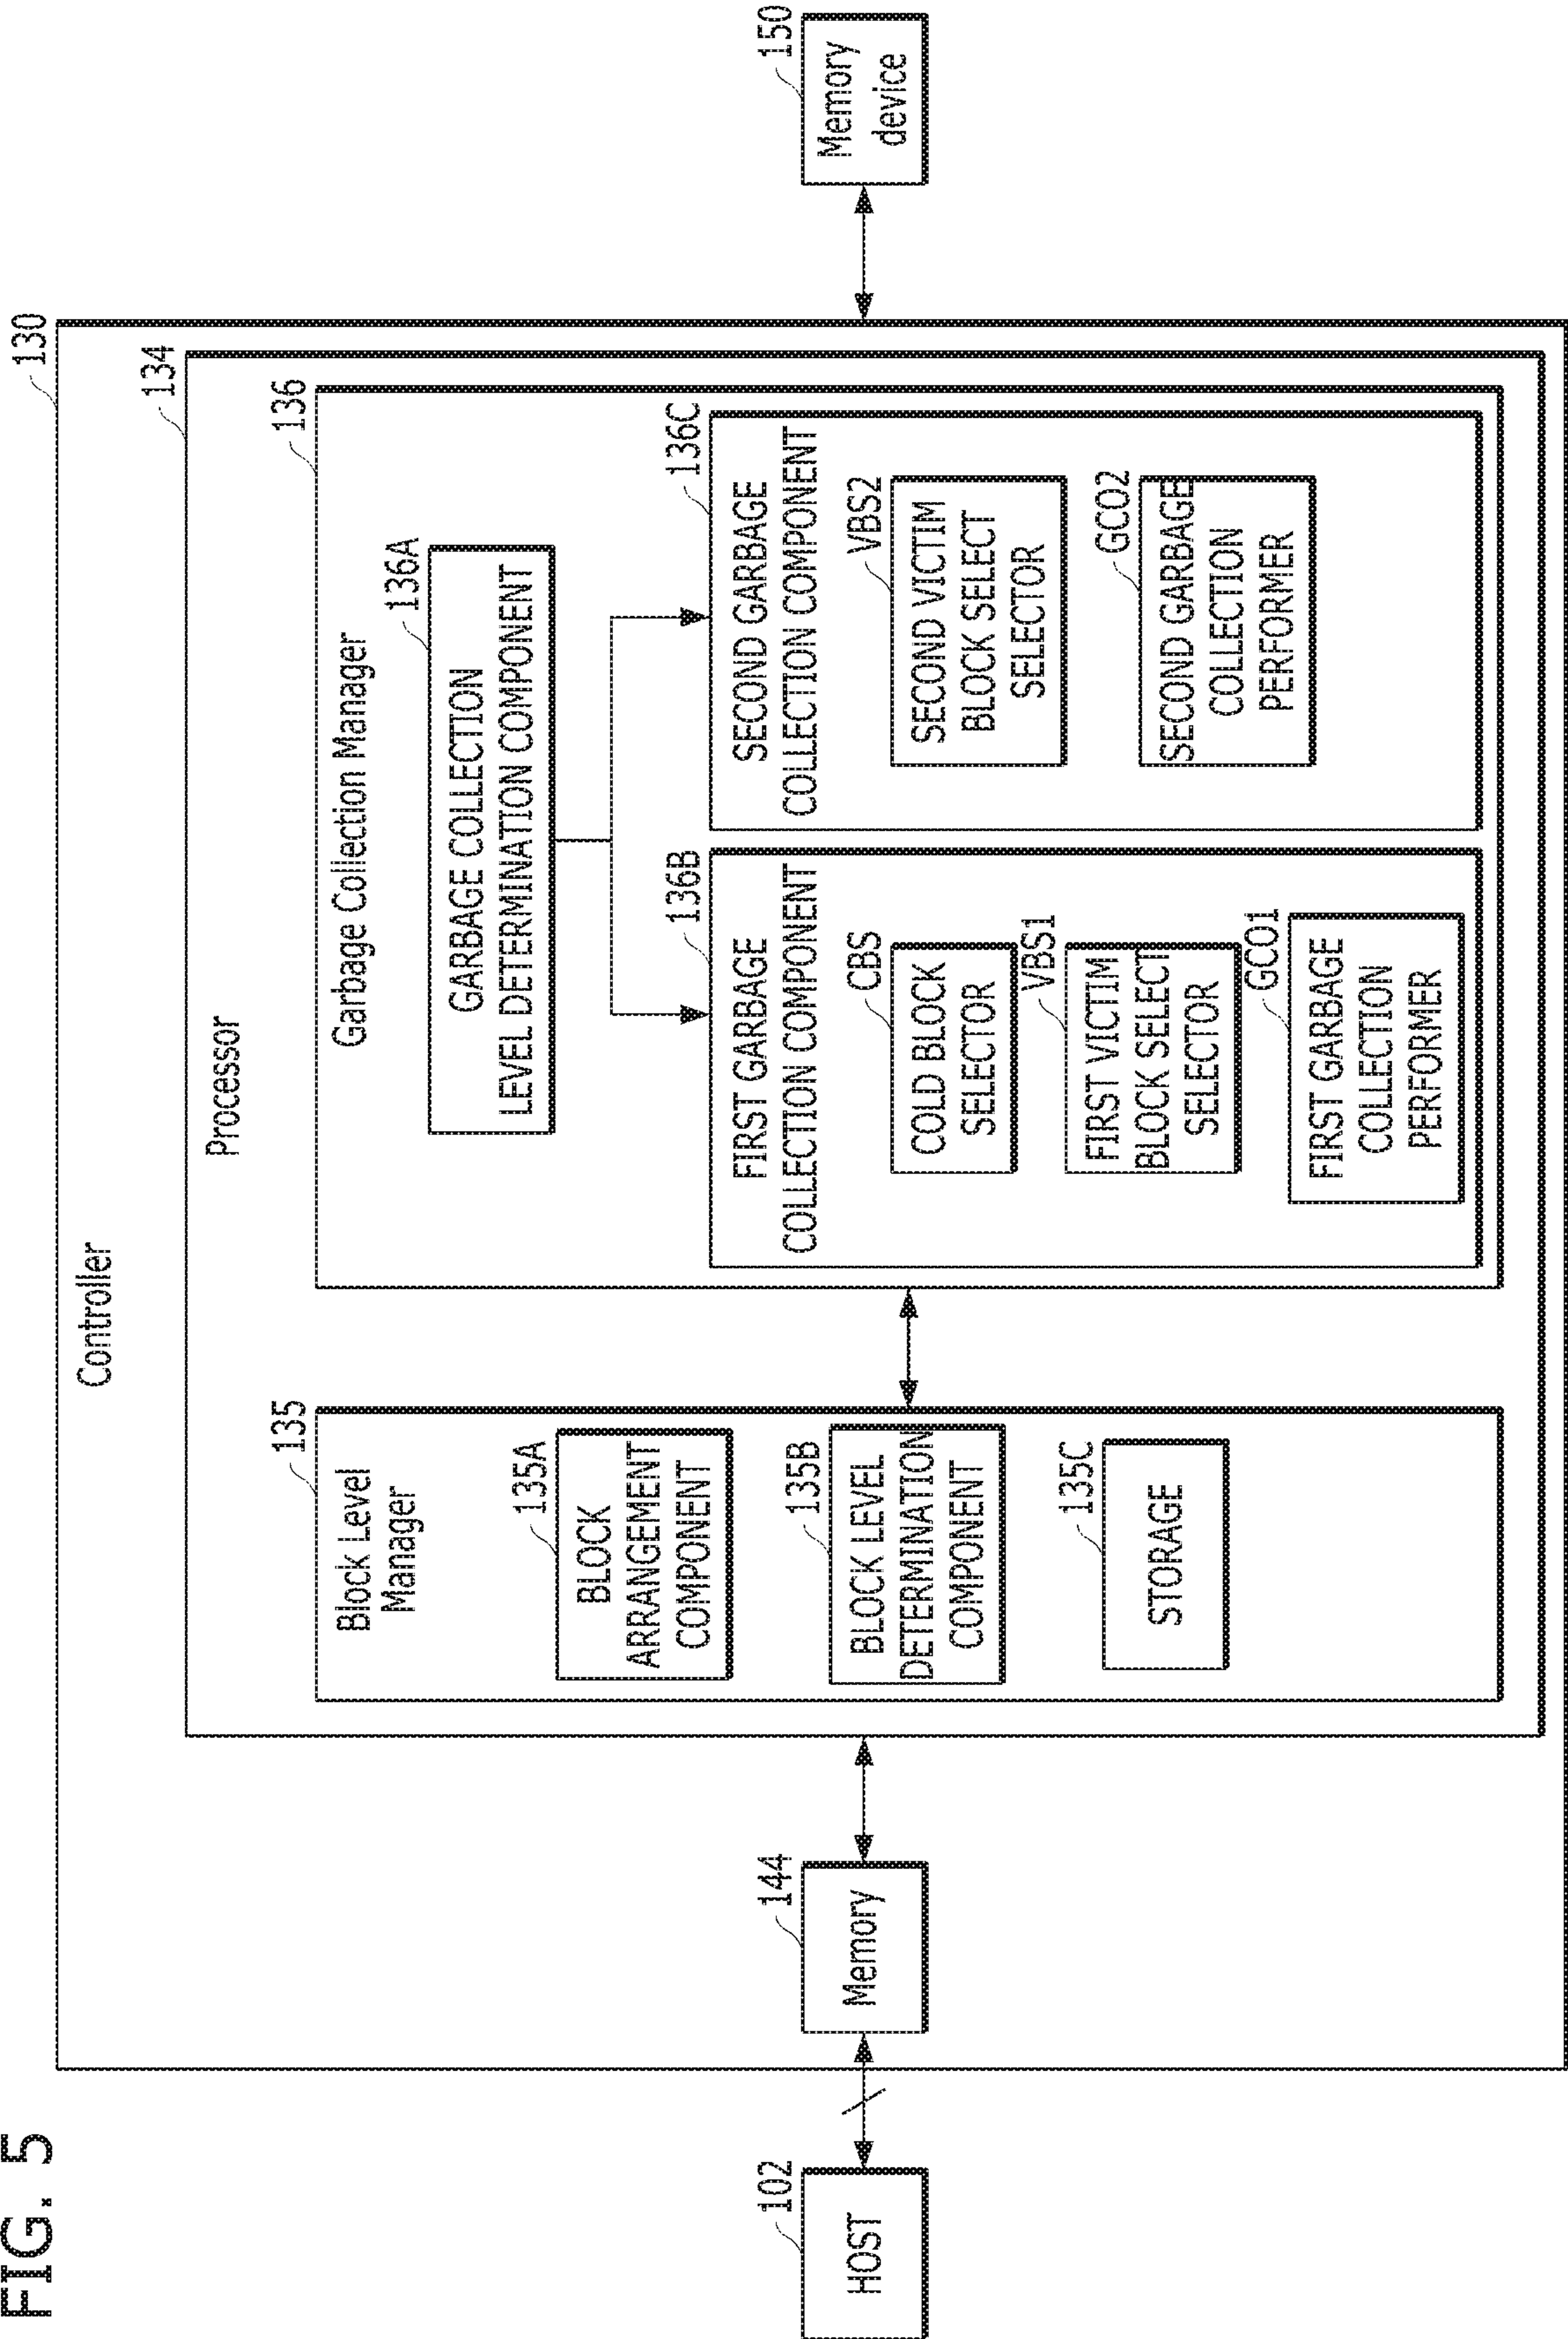 FIG. 5
130
Controller
134
Processor
102
HOST
144
Memory
135
Block Level
Manager
135A
BLOCK
ARRANGEMENT
COMPONENT
135B
BLOCK LEVEL
DETERMINATION
COMPONENT
135C
STORAGE
136
Garbage Collection Manager
136A
GARBAGE COLLECTION
LEVEL DETERMINATION COMPONENT
136B
FIRST GARBAGE
COLLECTION COMPONENT
CBS
COLD BLOCK
SELECTOR
VBS1
FIRST VICTIM
BLOCK SELECT
SELECTOR
GCO1
FIRST GARBAGE
COLLECTION
PERFORMER
136C
SECOND GARBAGE
COLLECTION COMPONENT
VBS2
SECOND VICTIM
BLOCK SELECT
SELECTOR
GCO2
SECOND GARBAGE
COLLECTION
PERFORMER
150
Memory
device